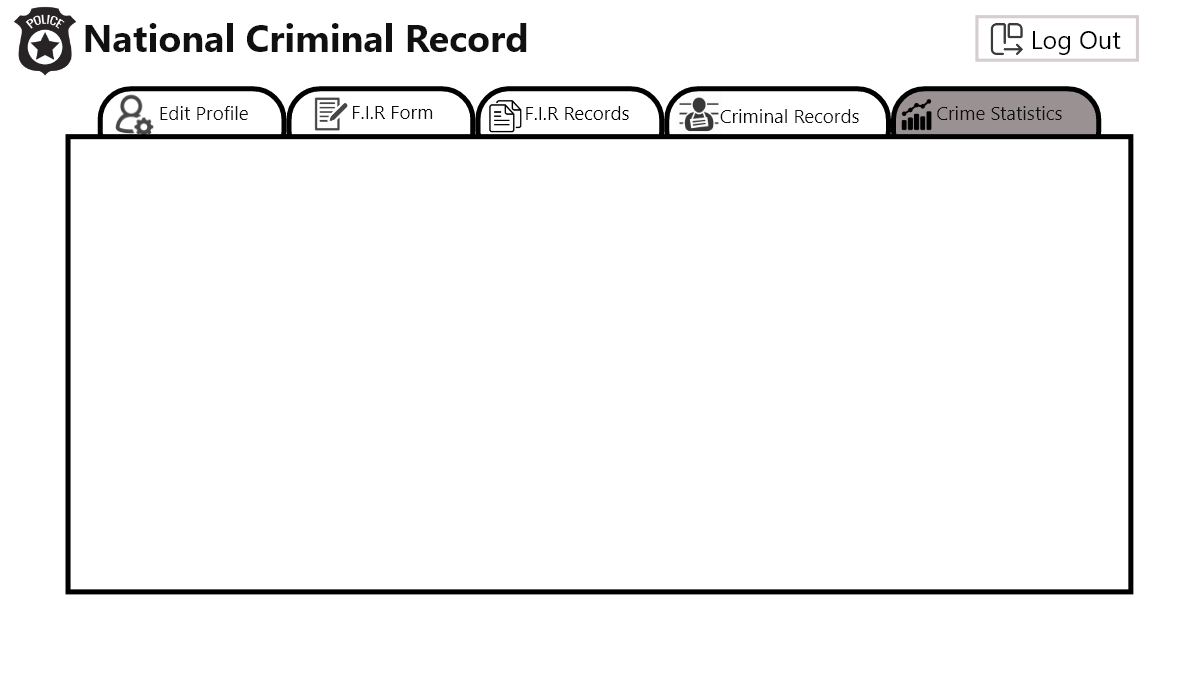 POLICE
National Criminal Record
Log Out
Edit Profile
F.I.R Form
F.I.R Records
Criminal Records
Crime Statistics